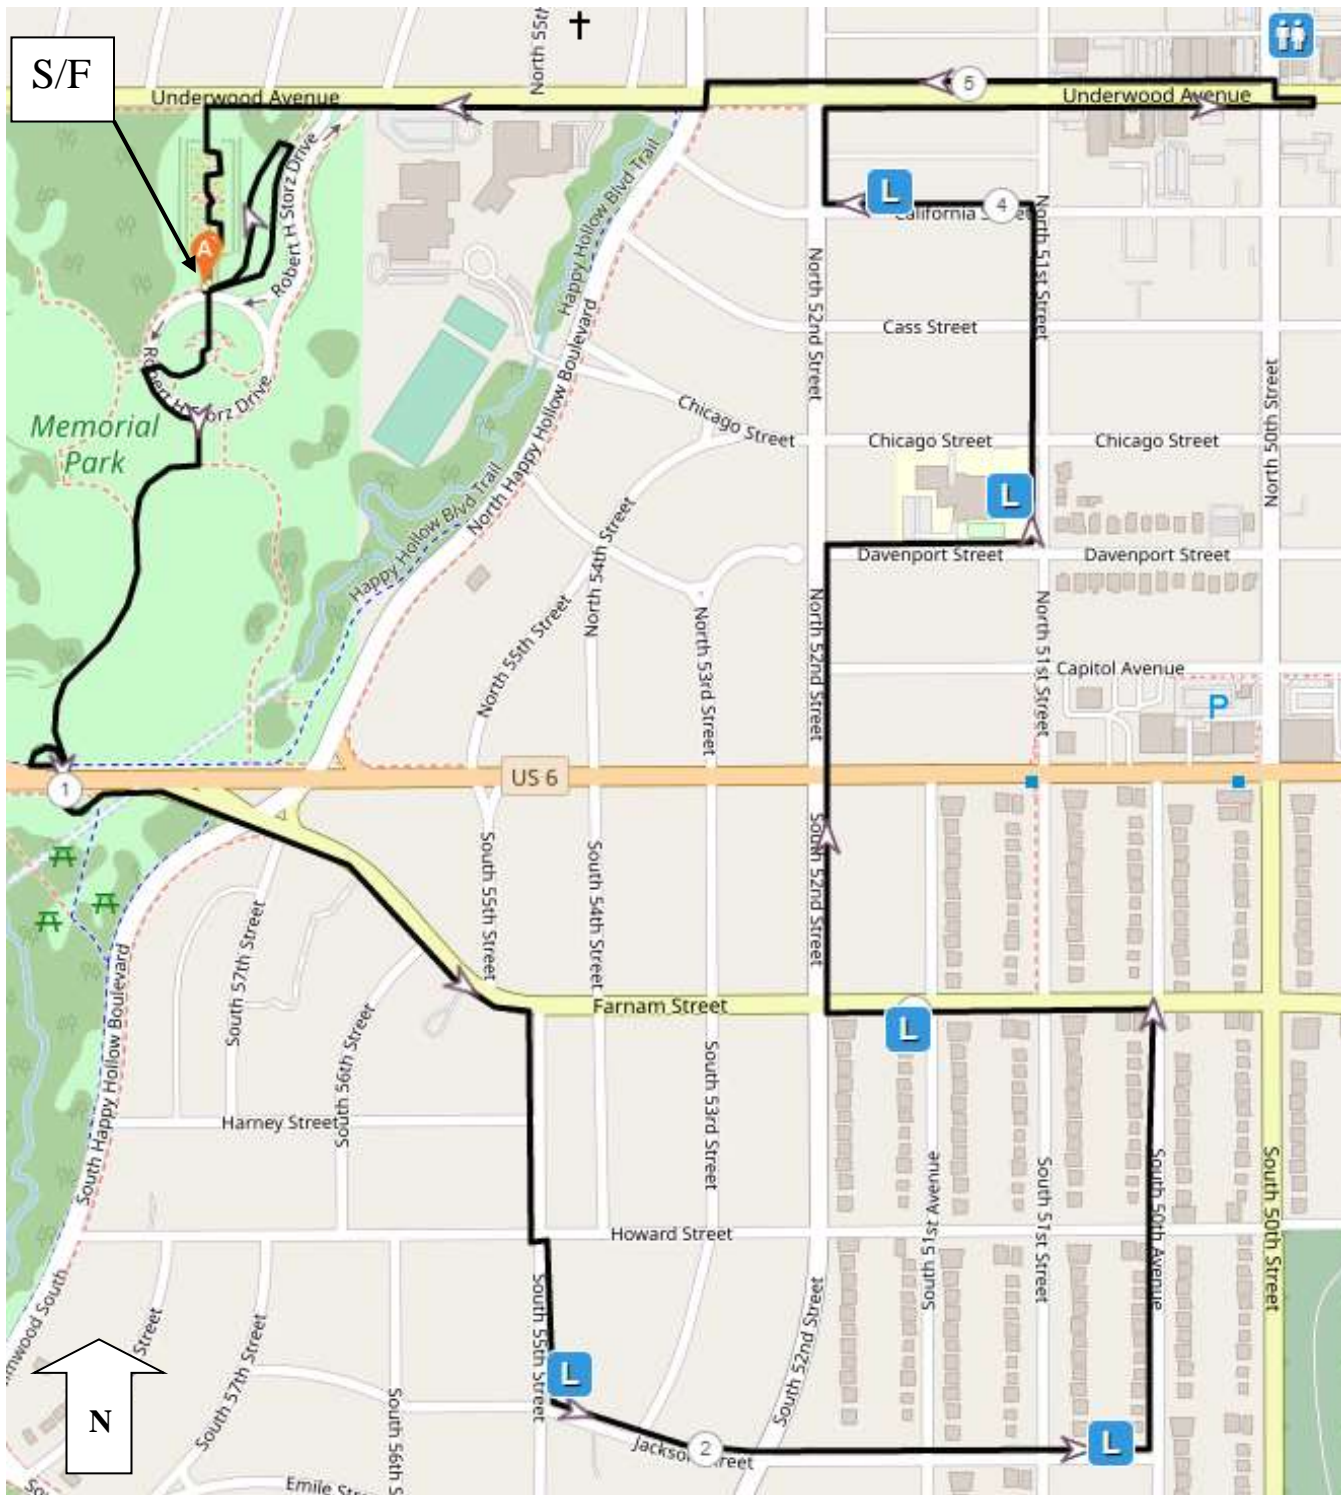 North 55th
S/F
5
Underwood Avenue
Underwood Avenue
L
4
California Street
North 51st Street
Robert H Storz Drive
Happy Hollow Blvd Trail
A
Robert H Storz Drive
North 52nd Street
Cass Street
North Happy Hollow Boulevard
Robert H Storz Drive
North 50th Street
Chicago Street
Chicago Street
Chicago Street
Memorial
Park
L
Happy Hollow Blvd Trail
North 54th Street
Davenport Street
Davenport Street
North 55th Street
North 53rd Street
North 52nd Street
North 51st Street
Capitol Avenue
P
US 6
1
South 55th Street
South 54th Street
South 52nd Street
South 57th Street
Farnam Street
L
South Happy Hollow Boulevard
South 56th Street
South 53rd Street
Harney Street
South 51st Avenue
South 51st Street
South 50th Avenue
South 50th Street
Howard Street
South
Street
South 57th Street
South 55th Street
L
South 52nd Street
South 56th S
N
2
Jackson Street
L
Emile Str